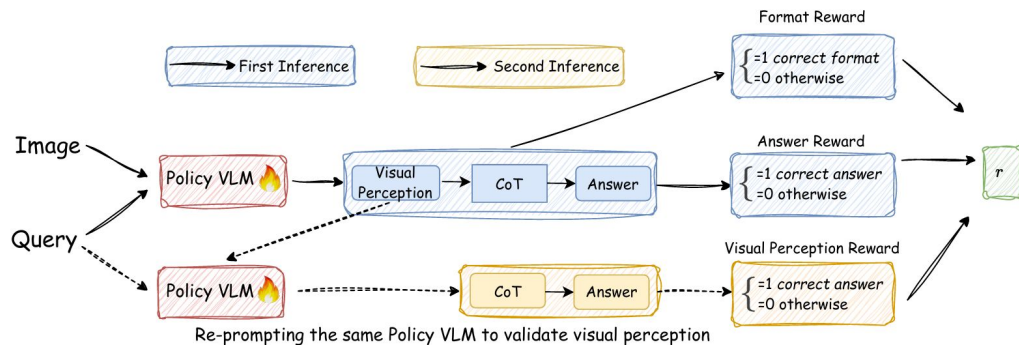 Format Reward
First Inference
Second Inference
=1 correct format
=0 otherwise
Image
Answer Reward
Policy VLM
Visual
Perception
CoT
Answer
=1 correct answer
=0 otherwise
r
Query
Visual Perception Reward
Policy VLM
CoT
Answer
=1 correct answer
=0 otherwise
Re-prompting the same Policy VLM to validate visual perception